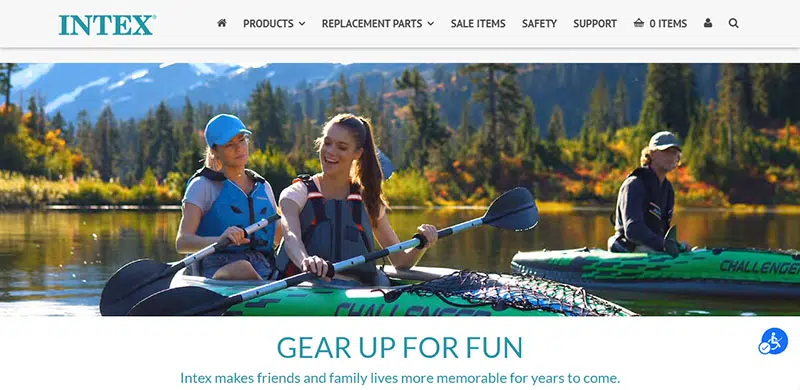 INTEX®
PRODUCTS REPLACEMENT PARTS SALE ITEMS SAFETY SUPPORT 0 ITEMS
CHALLENGER
CHALLENGER
GEAR UP FOR FUN
Intex makes friends and family lives more memorable for years to come.